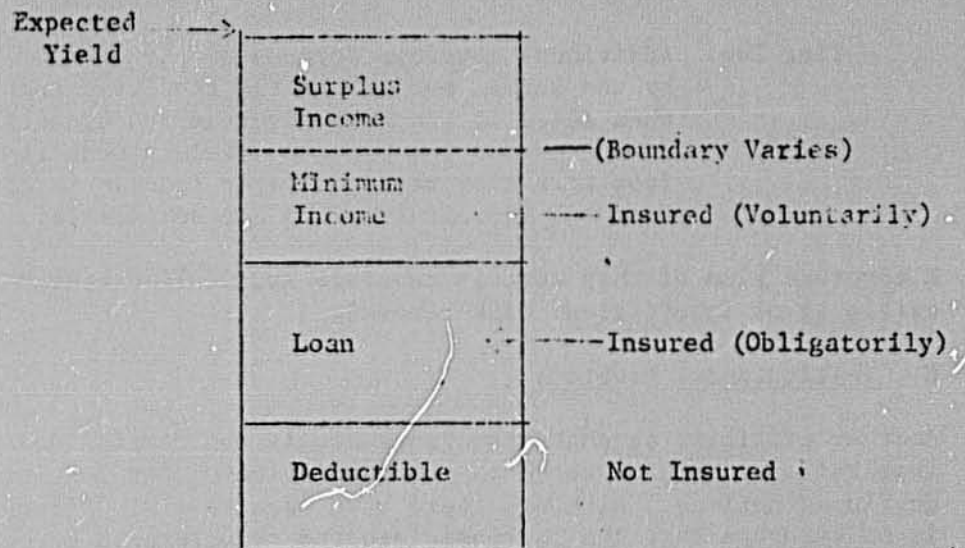 Expected
Yield
Surplus
Income
(Boundary Varies)
Minimum
Income
Insured (Voluntarily)
Loan
Insured (Obligatorily)
Deductible
Not Insured